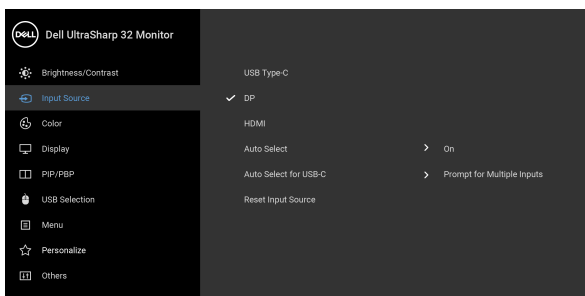 DELL Dell UltraSharp 32 Monitor
Brightness/Contrast
USB Type-C
Input Source
DP
Color
HDMI
Display
Auto Select
On
PIP/PBP
Auto Select for USB-C
Prompt for Multiple Inputs
USB Selection
Reset Input Source
Menu
Personalize
Others